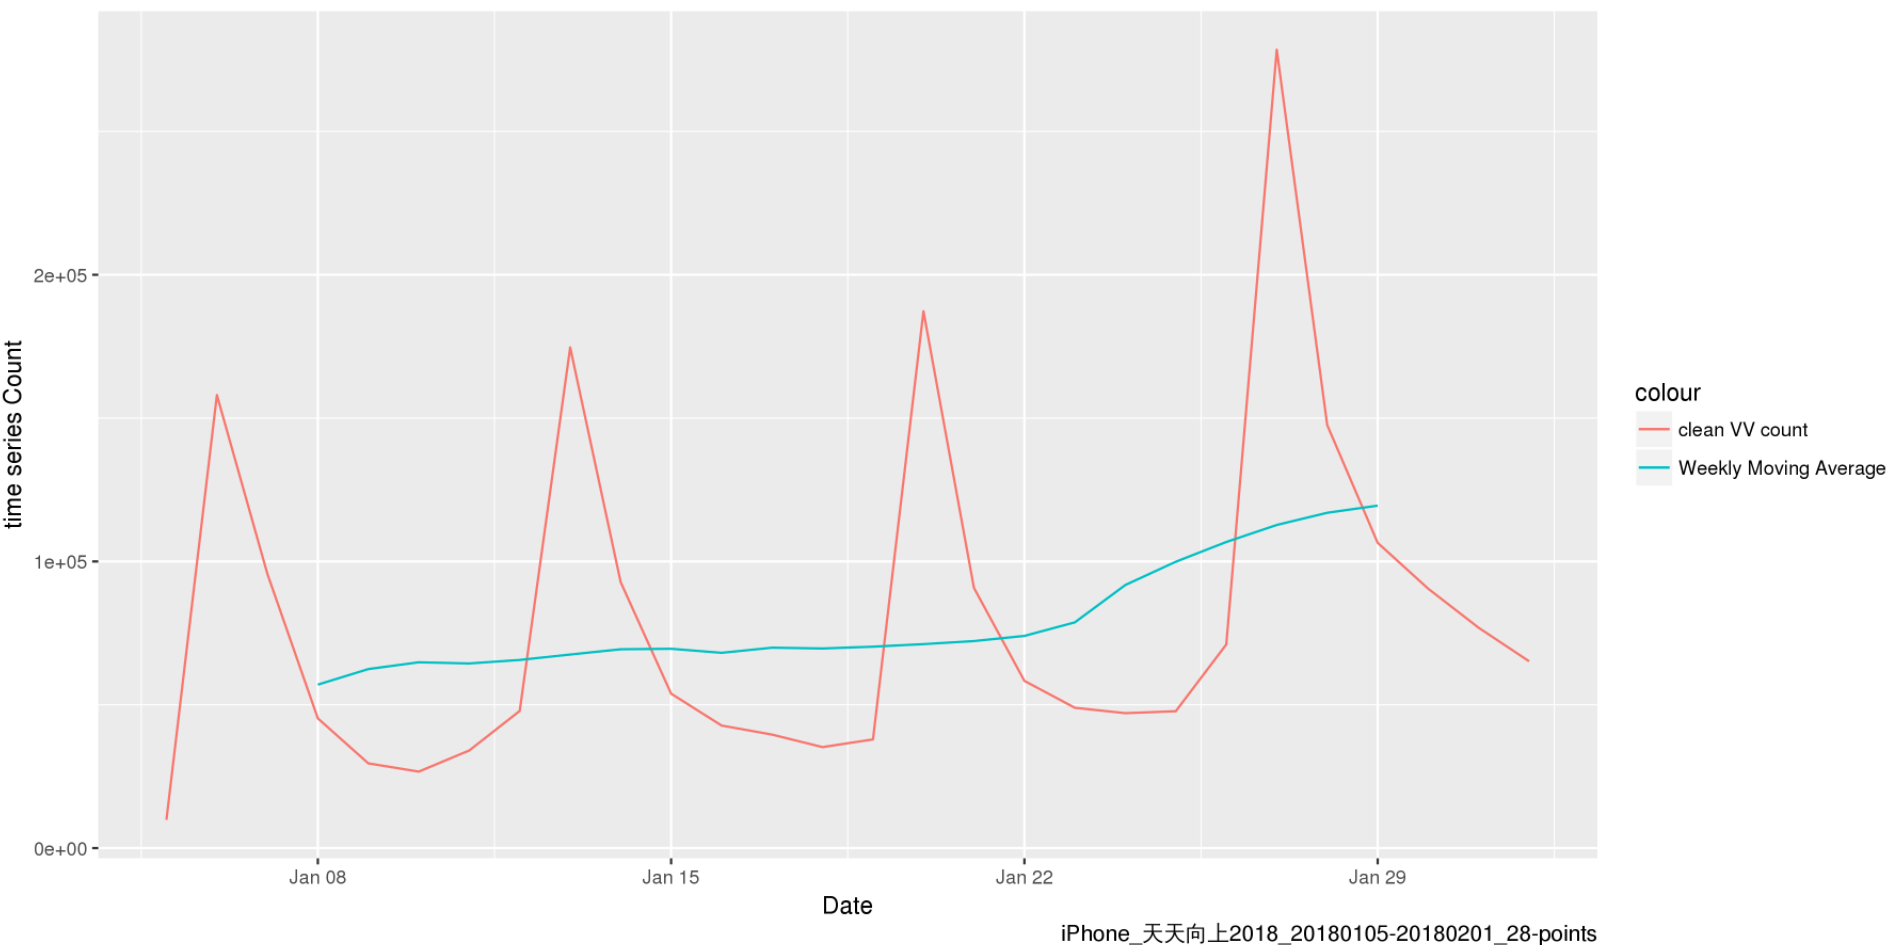 2e+05
1e+05
0e+00
time series Count
Jan 08
Jan 15
Jan 22
Jan 29
Date
colour
clean VV count
Weekly Moving Average
iPhone_天天向上2018_20180105-20180201_28-points